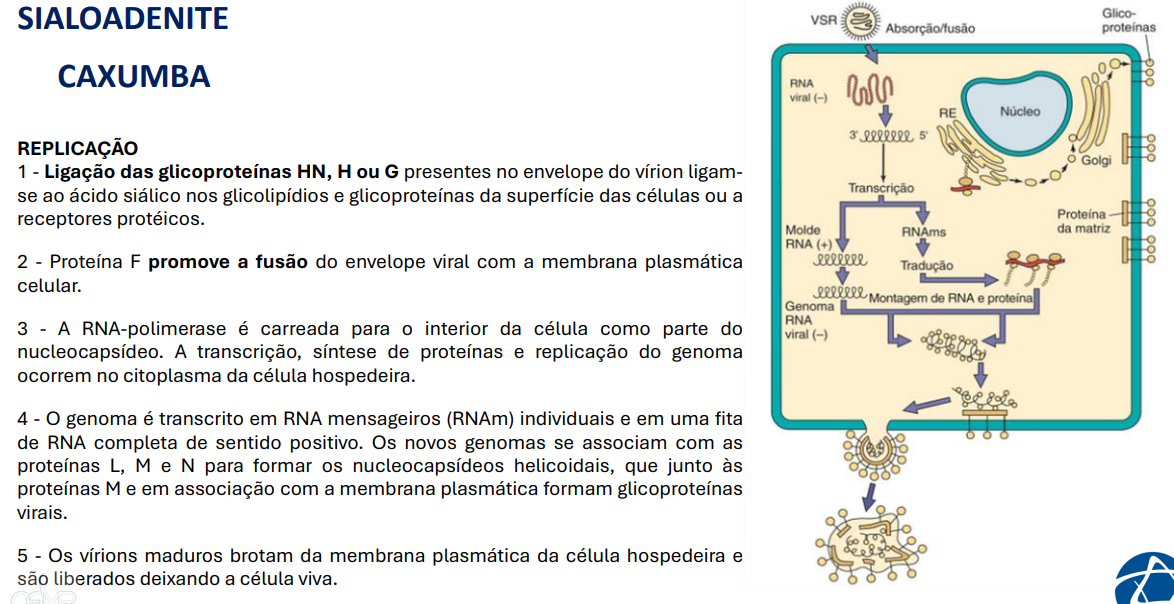 SIALOADENITE
CAXUMBA
REPLICAÇÃO
1 - Ligação das glicoproteínas HN, H ou G presentes no envelope do vírion ligam-
se ao ácido siálico nos glicolipídios e glicoproteínas da superfície das células ou a
receptores protéicos.
2 - Proteína F promove a fusão do envelope viral com a membrana plasmática
celular.
3 - A RNA-polimerase é carreada para o interior da célula como parte do
nucleocapsídeo. A transcrição, síntese de proteínas e replicação do genoma
ocorrem no citoplasma da célula hospedeira.
4 - O genoma é transcrito em RNA mensageiros (RNAm) individuais e em uma fita
de RNA completa de sentido positivo. Os novos genomas se associam com as
proteínas L, M e N para formar os nucleocapsídeos helicoidais, que junto às
proteínas M e em associação com a membrana plasmática formam glicoproteínas
virais.
5 - Os vírions maduros brotam da membrana plasmática da célula hospedeira e
são liberados deixando a célula viva.
VSR
Absorção/fusão
Glico-
proteínas
RNA
viral (–)
RE
Núcleo
3' 5'
Golgi
Transcrição
Proteína
da matriz
Molde
RNA (+)
RNAms
Tradução
Montagem de RNA e proteína
Genoma
RNA
viral (–)